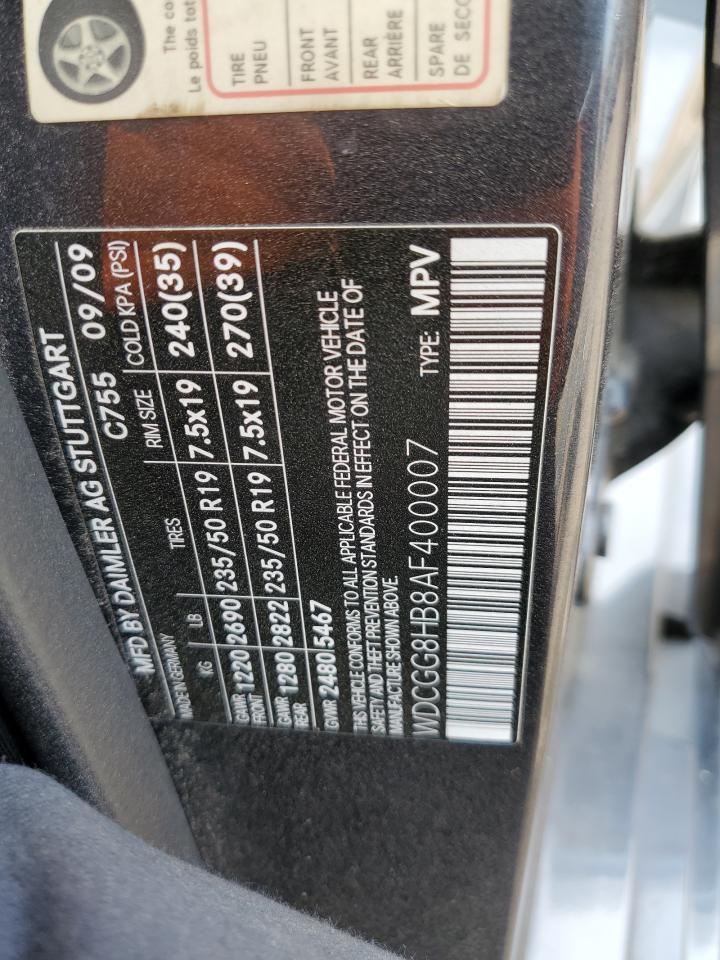 The co
Le poids tot
TIRE
PNEU
FRONT
AVANT
REAR
ARRIÈRE
SPARE
DE SECO
MFD BY DAIMLER AG STUTTGART
MADE IN GERMANY C755 09/09
KG LB TIRES RIM SIZE COLD KPA (PSI)
GAWR FRONT 1220 2690 235/50 R19 7.5x19 240(35)
GAWR REAR 1280 2822 235/50 R19 7.5x19 270(39)
GVWR 2480 5467
THIS VEHICLE CONFORMS TO ALL APPLICABLE FEDERAL MOTOR VEHICLE
SAFETY AND THEFT PREVENTION STANDARDS IN EFFECT ON THE DATE OF
MANUFACTURE SHOWN ABOVE.
WDCGG8HB8AF400007 TYPE: MPV